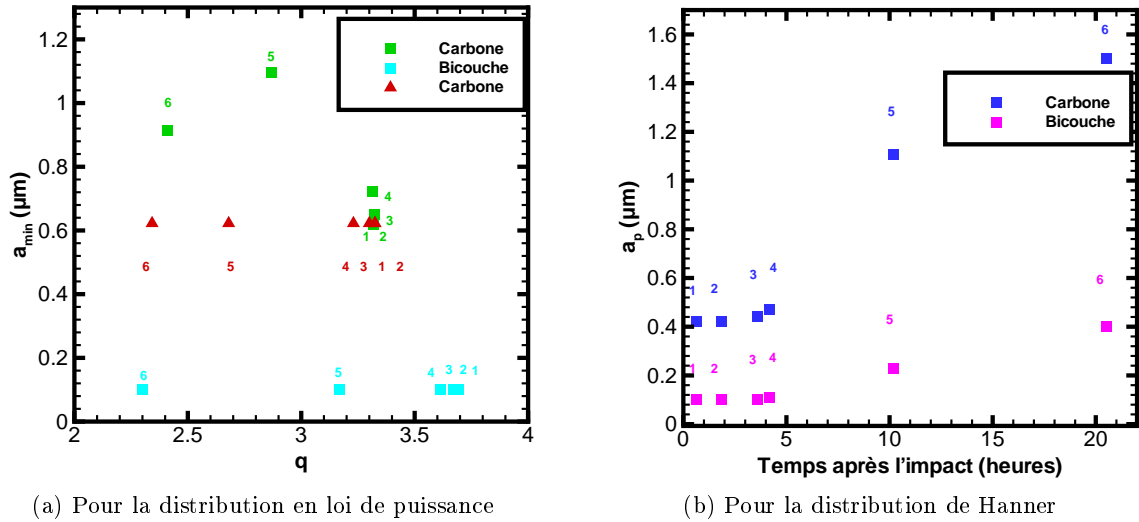 1.2
1
0.8
0.6
0.4
0.2
0
a_min (µm)
2
2.5
3
3.5
4
q
Carbone
Bicouche
Carbone
5
6
4
3
1 2
6 5 4 3 1 2
6 5 4 3 2 1
(a) Pour la distribution en loi de puissance
1.6
1.4
1.2
1
0.8
0.6
0.4
0.2
0
a_p (µm)
0
5
10
15
20
Temps après l'impact (heures)
Carbone
Bicouche
6
5
1 2 3 4
6
5
1 2 3 4
(b) Pour la distribution de Hanner